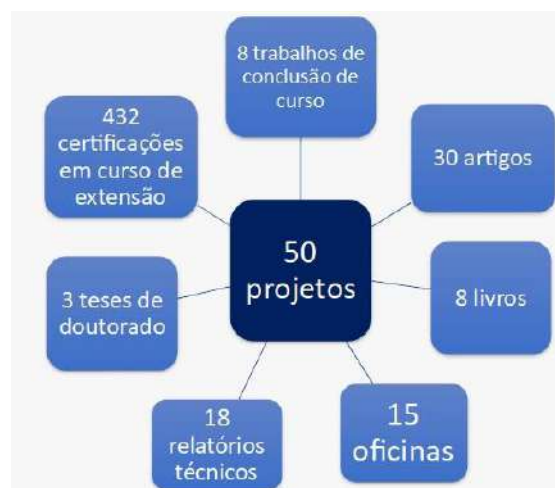 8 trabalhos de
conclusão de
curso
432
certificações
em curso de
extensão
30 artigos
50
projetos
3 teses de
doutorado
8 livros
18
relatórios
técnicos
15
oficinas